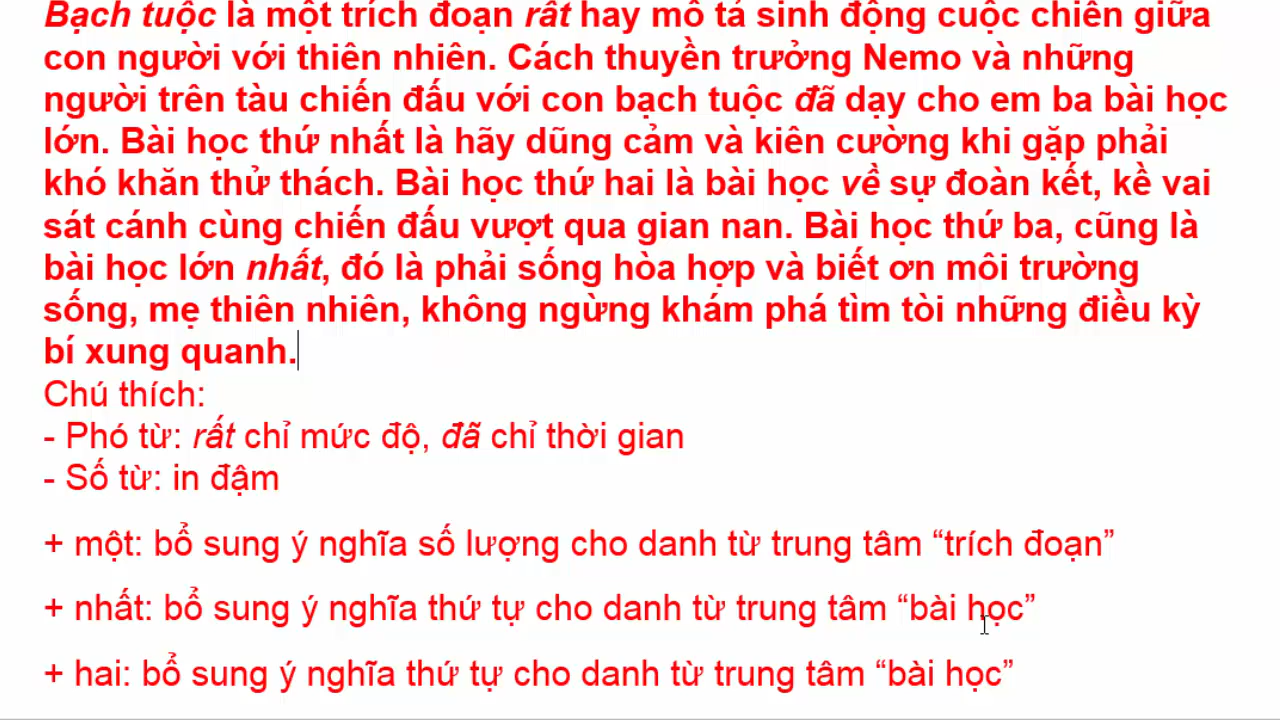 Bạch tuộc là một trích đoạn rất hay mô tả sinh động cuộc chiến giữa
con người với thiên nhiên. Cách thuyền trưởng Nemo và những
người trên tàu chiến đấu với con bạch tuộc đã dạy cho em ba bài học
lớn. Bài học thứ nhất là hãy dũng cảm và kiên cường khi gặp phải
khó khăn thử thách. Bài học thứ hai là bài học về sự đoàn kết, kề vai
sát cánh cùng chiến đấu vượt qua gian nan. Bài học thứ ba, cũng là
bài học lớn nhất, đó là phải sống hòa hợp và biết ơn môi trường
sống, mẹ thiên nhiên, không ngừng khám phá tìm tòi những điều kỳ
bí xung quanh.
Chú thích:
- Phó từ: rất chỉ mức độ, đã chỉ thời gian
- Số từ: in đậm
+ một: bổ sung ý nghĩa số lượng cho danh từ trung tâm “trích đoạn”
+ nhất: bổ sung ý nghĩa thứ tự cho danh từ trung tâm “bài học”
+ hai: bổ sung ý nghĩa thứ tự cho danh từ trung tâm “bài học”